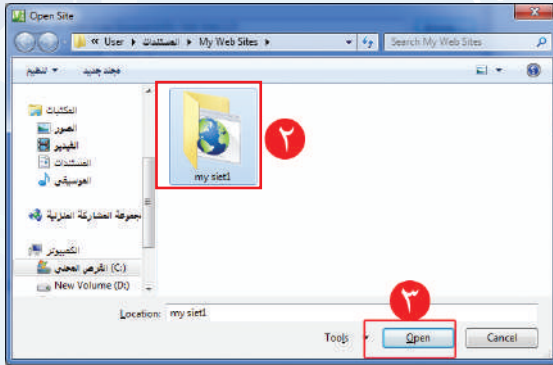 Open Site
« User ▸ المستندات ▸ My Web Sites ▸
Search My Web Sites
تنظيم ▾ مجلد جديد
المكتبات
الصور
الفيديو
المستندات
الموسيقى
مجموعة المشاركة المنزلية
الكمبيوتر
القرص المحلي (C:)
New Volume (D:)
my siet1
٢
Location: my siet1
٣
Tools ▾ Open Cancel